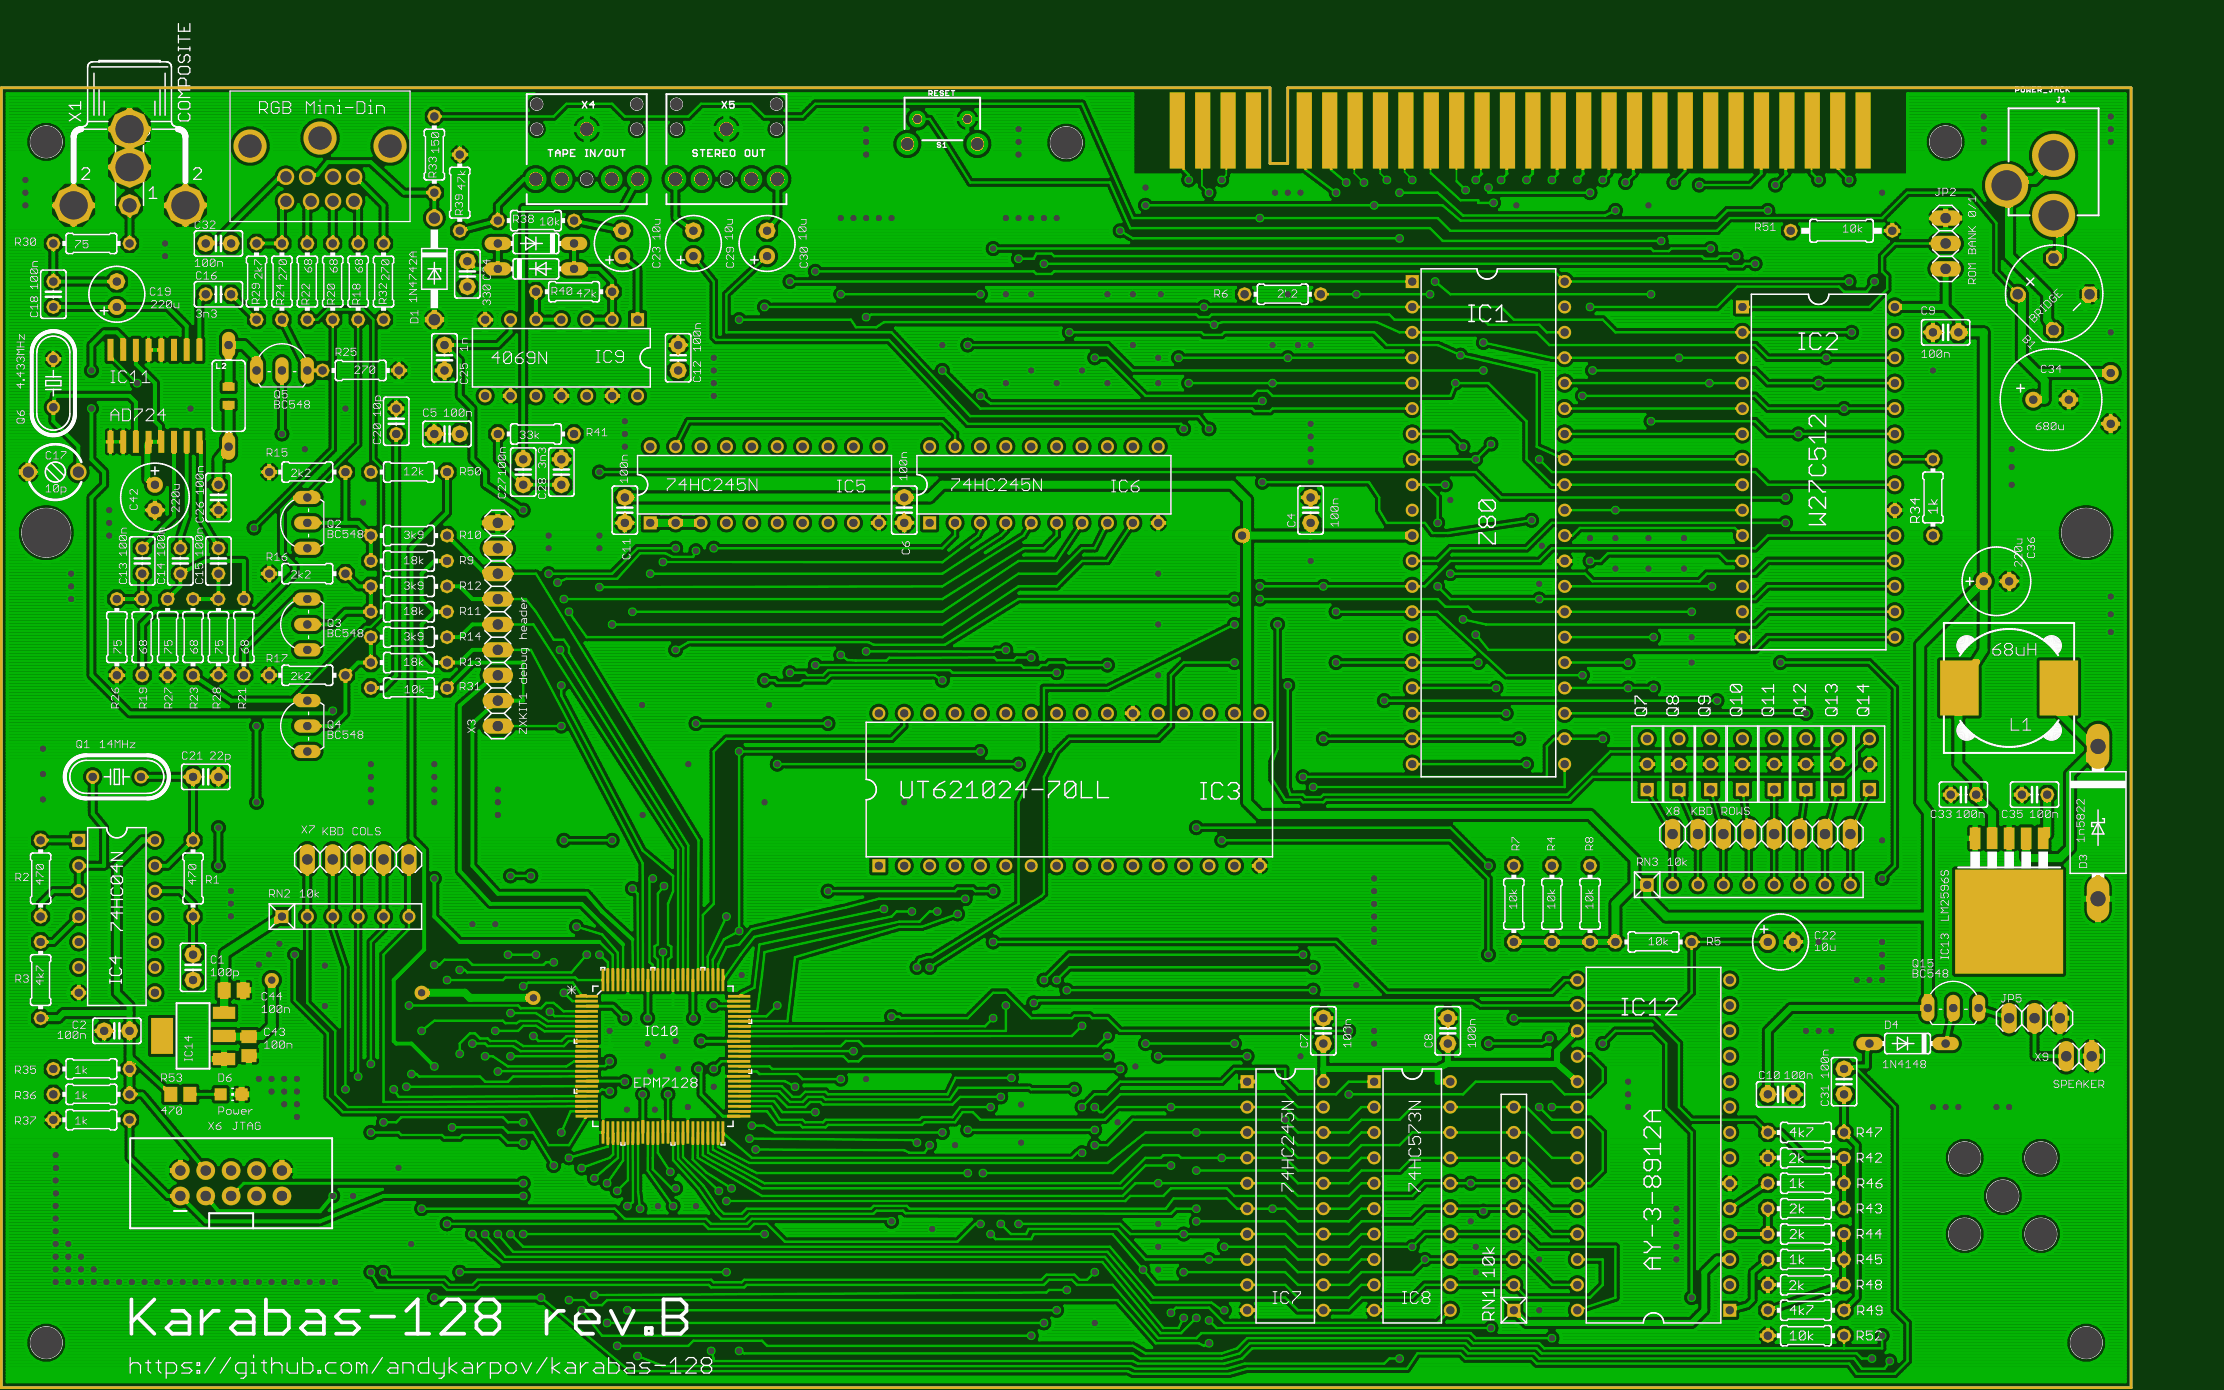 COMPOSITE
X1
2
2
1
RGB Mini-Din
X4
TAPE IN/OUT
X5
STEREO OUT
RESET
S1
POWER_JACK
J1
JP2
ROM BANK 0/1
R33
150
R39
47k
R38
10k
C32
100n
R30
75
C16
3n3
C18
100n
C19
220u
R29
2k7
R24
270
R22
68
R20
68
R18
68
R32
270
D1
1N4742A
330
R40
47k
C23
10u
C29
10u
C30
10u
R51
10k
R6
2k2
BRIDGE
B1
C9
100n
C34
680u
4.433MHz
Q6
IC11
AD724
L2
R25
270
Q5
BC548
C25
1n
4069N
IC9
C12
100n
IC1
Z80
IC2
W27C512
C20
10p
C5
100n
33k
R41
C17
10p
C42
220u
C26
100n
R15
2k2
12k
R50
C27
100n
C28
3n3
C11
100n
74HC245N
IC5
C6
100n
74HC245N
IC6
C4
100n
R34
1k
Q2
BC548
C13
100n
C14
100n
C15
100n
R16
2k2
3k9
R10
18k
R9
3k9
R12
18k
R11
3k9
R14
18k
R13
10k
R31
220u
C36
75
68
75
68
75
68
R26
R19
R27
R23
R28
R21
Q3
BC548
R17
2k2
Q4
BC548
X3
ZXKIT1 debug header
68uH
L1
Q7
Q8
Q9
Q10
Q11
Q12
Q13
Q14
Q1 14MHz
C21 22p
UT621024-70LL
IC3
X8 KBD ROWS
RN3 10k
C33
100n
C35
100n
1n5822
D3
X7 KBD COLS
RN2 10k
R2
470
74HC04N
IC4
470
R1
R3
4k7
R7
10k
R4
10k
R8
10k
10k
R5
C22
10u
IC13 LM2596S
Q15
BC548
C1
100p
C44
100n
C2
100n
C43
100n
IC14
IC10
EPM7128
C7
100n
C8
100n
IC12
AY-3-8912A
JP5
D4
1N4148
X9
SPEAKER
C10
100n
C31
100n
R35
1k
R36
1k
R37
1k
R53
470
D6
Power
X6 JTAG
74HC245N
IC7
74HC573N
IC8
RN1 10k
4k7
R47
2k
R42
1k
R46
2k
R43
2k
R44
1k
R45
2k
R48
4k7
R49
10k
R52
Karabas-128 rev.B
https://github.com/andykarpov/karabas-128